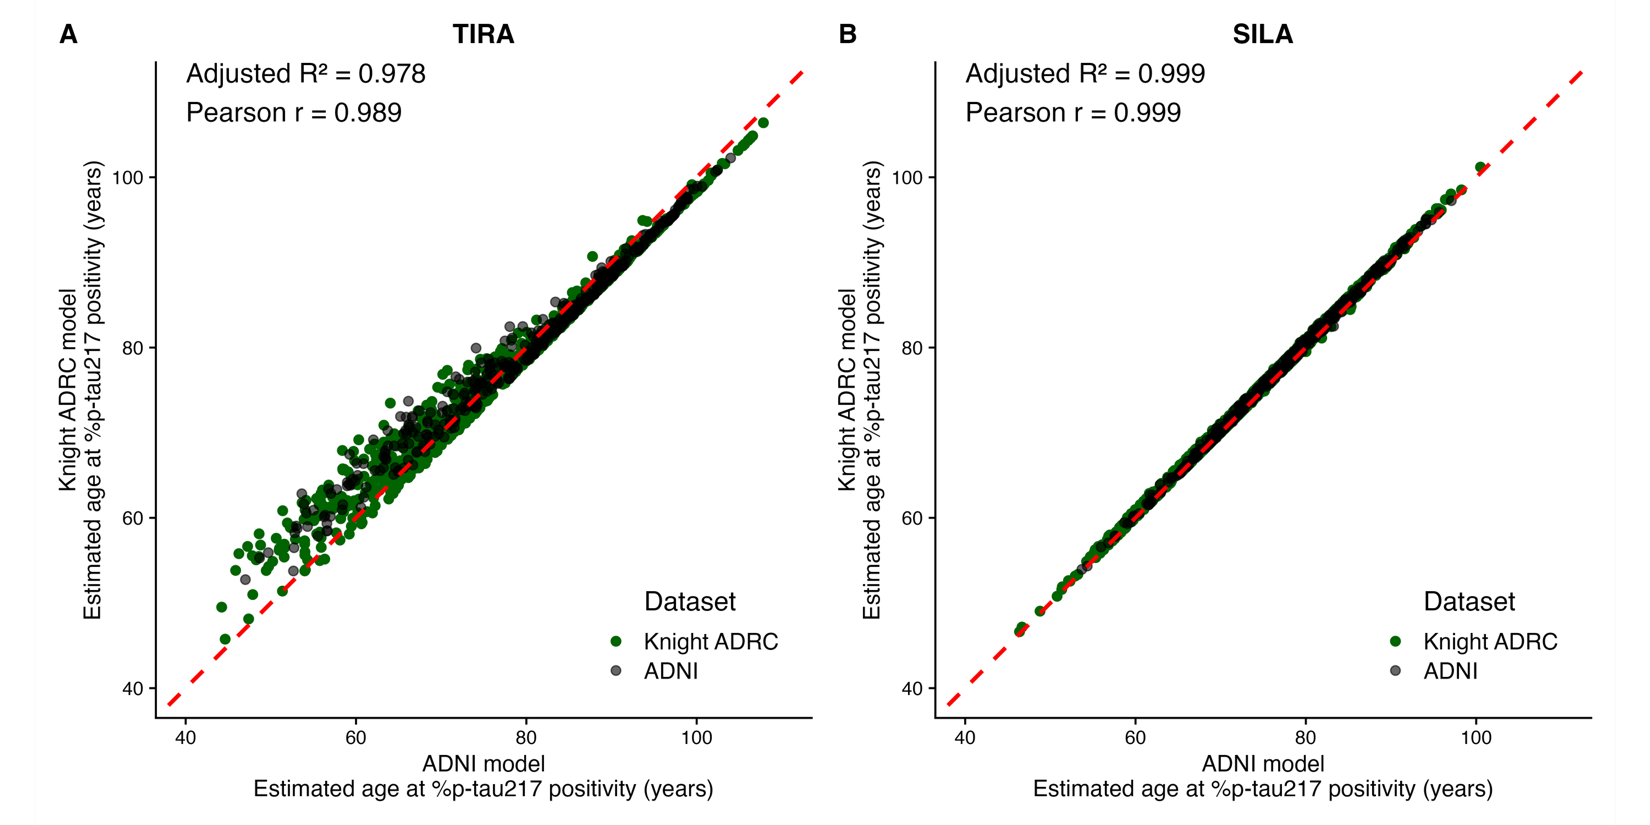 A
TIRA
Adjusted R² = 0.978
Pearson r = 0.989
Knight ADRC model
Estimated age at %p-tau217 positivity (years)
100
80
60
40
Dataset
Knight ADRC
ADNI
40
60
80
100
ADNI model
Estimated age at %p-tau217 positivity (years)
B
SILA
Adjusted R² = 0.999
Pearson r = 0.999
Knight ADRC model
Estimated age at %p-tau217 positivity (years)
100
80
60
40
Dataset
Knight ADRC
ADNI
40
60
80
100
ADNI model
Estimated age at %p-tau217 positivity (years)